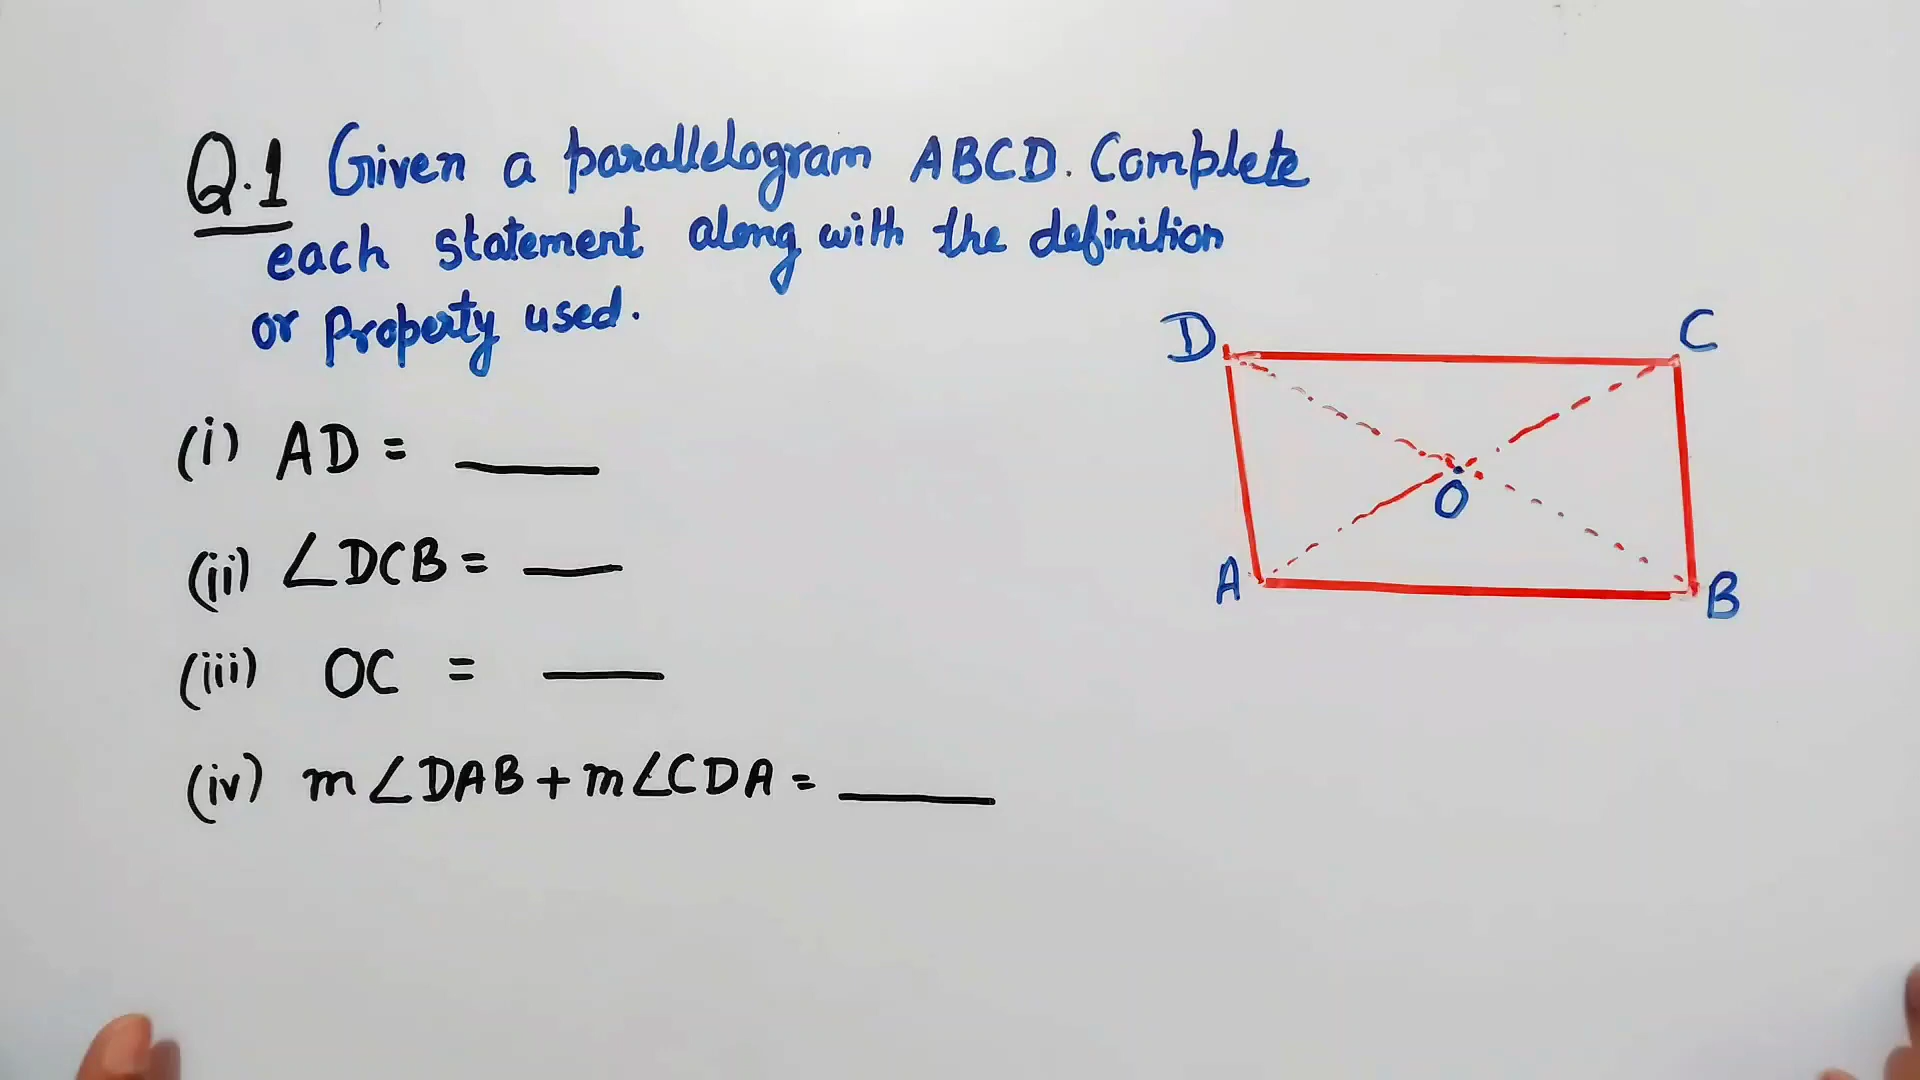 Q.1 Given a parallelogram ABCD. Complete
each statement along with the definition
or Property used.
D C
(i) AD = ____
O
(ii) ∠DCB = ____
A B
(iii) OC = ____
(iv) m∠DAB + m∠CDA = ____